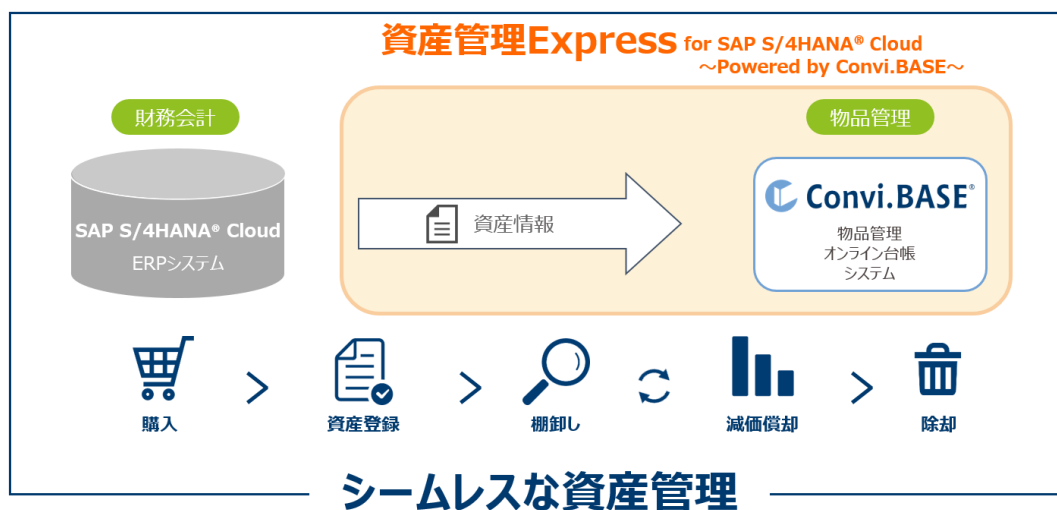 資産管理Express for SAP S/4HANA® Cloud
～Powered by Convi.BASE～
財務会計
物品管理
SAP S/4HANA® Cloud
ERPシステム
資産情報
Convi.BASE®
物品管理
オンライン台帳
システム
購入
資産登録
棚卸し
減価償却
除却
シームレスな資産管理